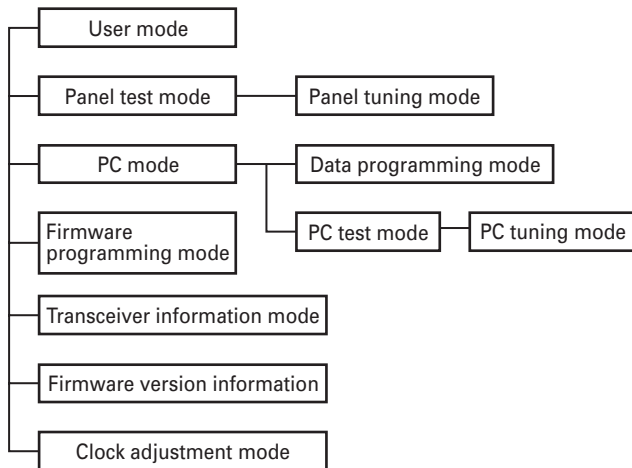 User mode
Panel test mode
Panel tuning mode
PC mode
Data programming mode
PC test mode
PC tuning mode
Firmware
programming mode
Transceiver information mode
Firmware version information
Clock adjustment mode